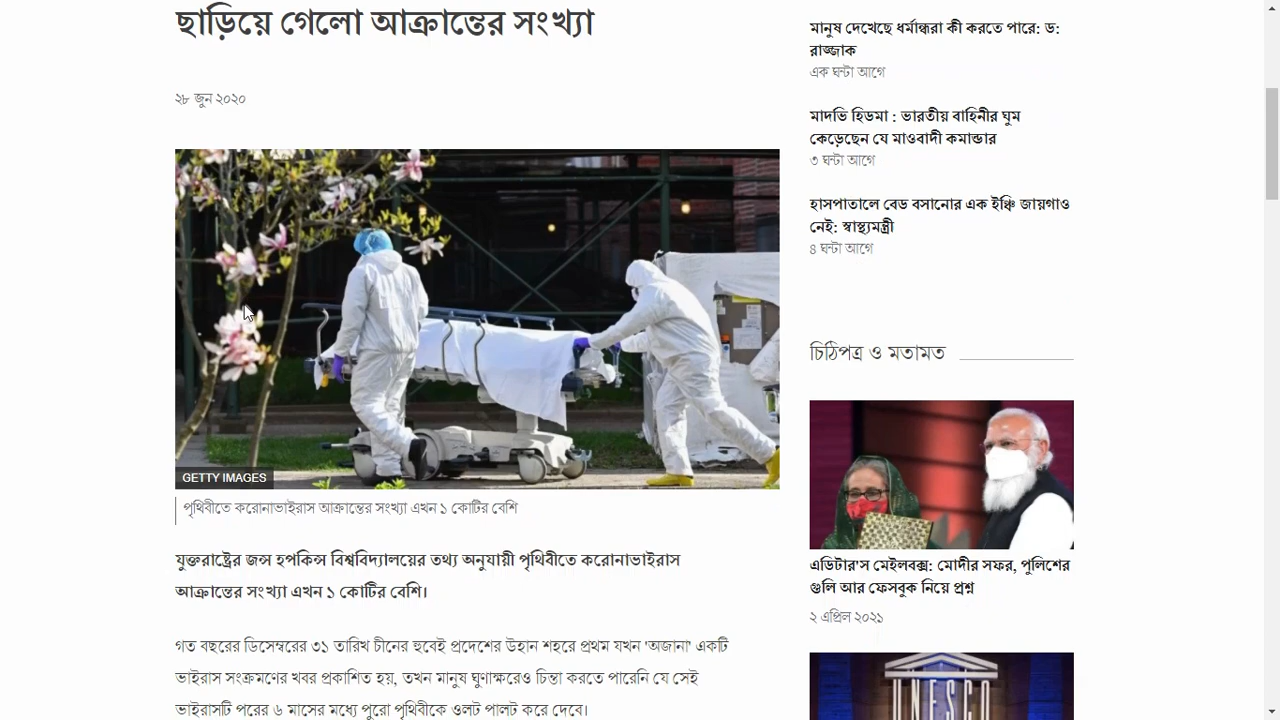 ছাড়িয়ে গেলো আক্রান্তের সংখ্যা
২৮ জুন ২০২০
GETTY IMAGES
পৃথিবীতে করোনাভাইরাস আক্রান্তের সংখ্যা এখন ১ কোটির বেশি
যুক্তরাষ্ট্রের জন্স হপকিন্স বিশ্ববিদ্যালয়ের তথ্য অনুযায়ী পৃথিবীতে করোনাভাইরাস
আক্রান্তের সংখ্যা এখন ১ কোটির বেশি।
গত বছরের ডিসেম্বরের ৩১ তারিখ চীনের হুবেই প্রদেশের উহান শহরে প্রথম যখন 'অজানা' একটি
ভাইরাস সংক্রমণের খবর প্রকাশিত হয়, তখন মানুষ ঘুণাক্ষরেও চিন্তা করতে পারেনি যে সেই
ভাইরাসটি পরের ৬ মাসের মধ্যে পুরো পৃথিবীকে ওলট পালট করে দেবে।
মানুষ দেখেছে ধর্মান্ধরা কী করতে পারে: ড:
রাজ্জাক
এক ঘন্টা আগে
মাদভি হিডমা : ভারতীয় বাহিনীর ঘুম
কেড়েছেন যে মাওবাদী কমান্ডার
৩ ঘন্টা আগে
হাসপাতালে বেড বসানোর এক ইঞ্চি জায়গাও
নেই: স্বাস্থ্যমন্ত্রী
৪ ঘন্টা আগে
চিঠিপত্র ও মতামত
এডিটার'স মেইলবক্স: মোদীর সফর, পুলিশের
গুলি আর ফেসবুক নিয়ে প্রশ্ন
২ এপ্রিল ২০২১
UNESCO